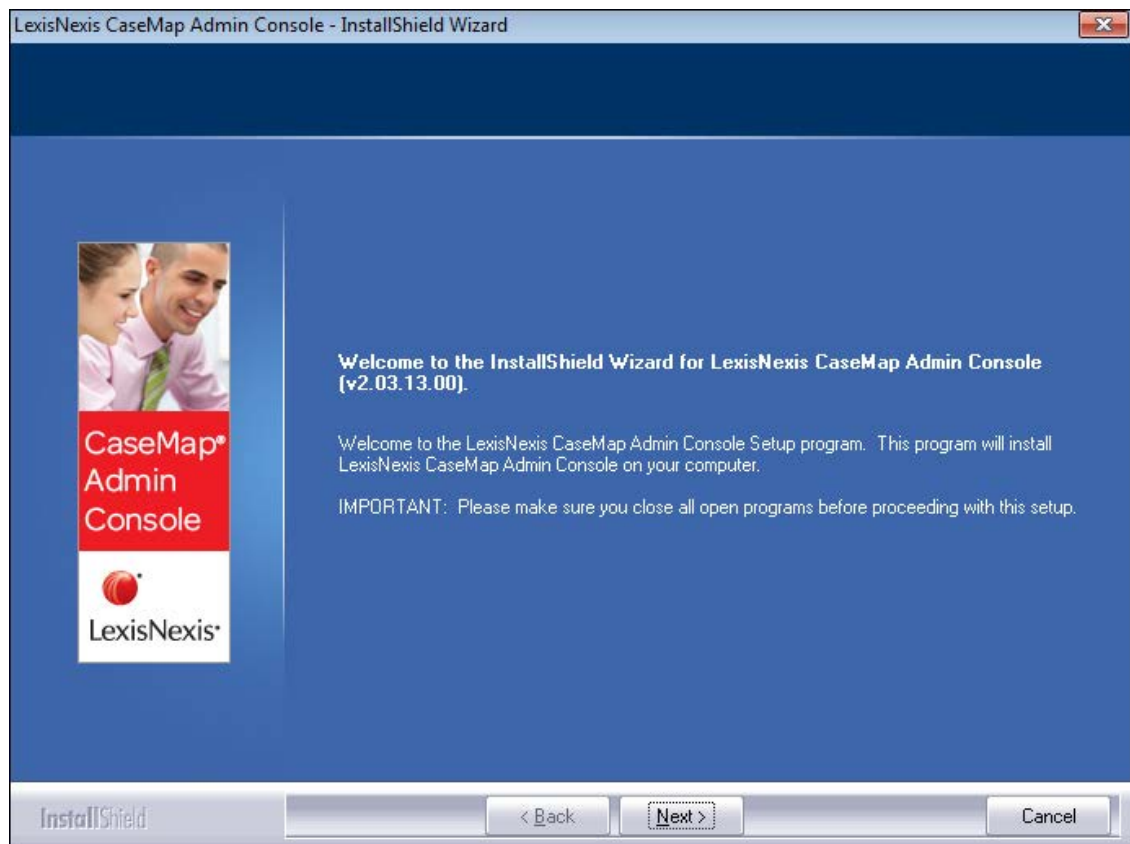 LexisNexis CaseMap Admin Console - InstallShield Wizard
CaseMap®
Admin
Console
LexisNexis®
Welcome to the InstallShield Wizard for LexisNexis CaseMap Admin Console
(v2.03.13.00).
Welcome to the LexisNexis CaseMap Admin Console Setup program. This program will install
LexisNexis CaseMap Admin Console on your computer.
IMPORTANT: Please make sure you close all open programs before proceeding with this setup.
InstallShield
< Back
Next >
Cancel